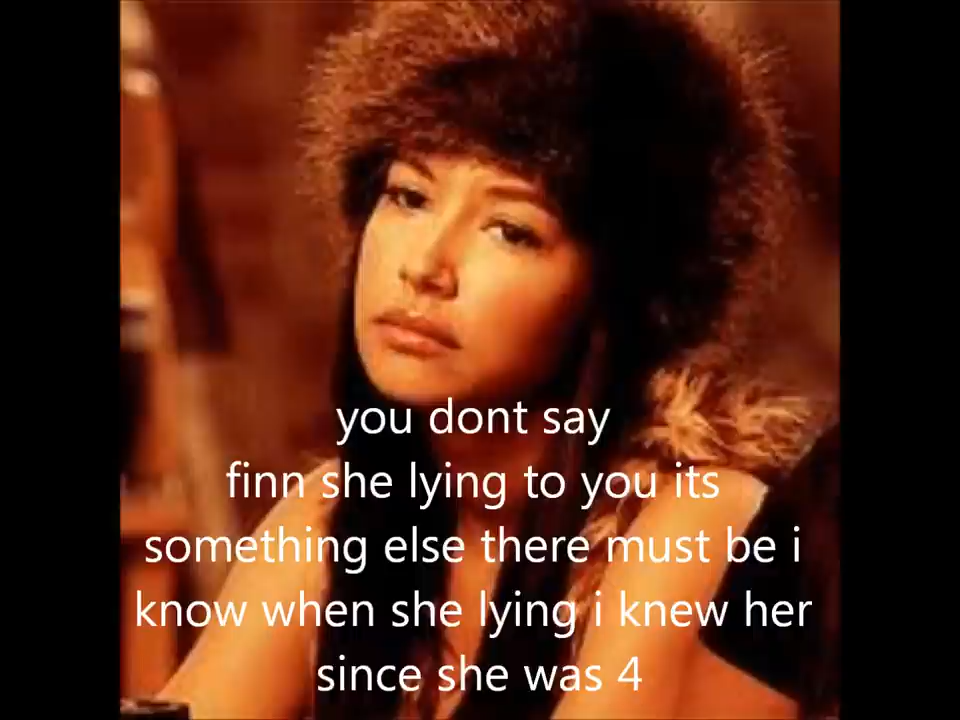 you dont say
finn she lying to you its
something else there must be i
know when she lying i knew her
since she was 4